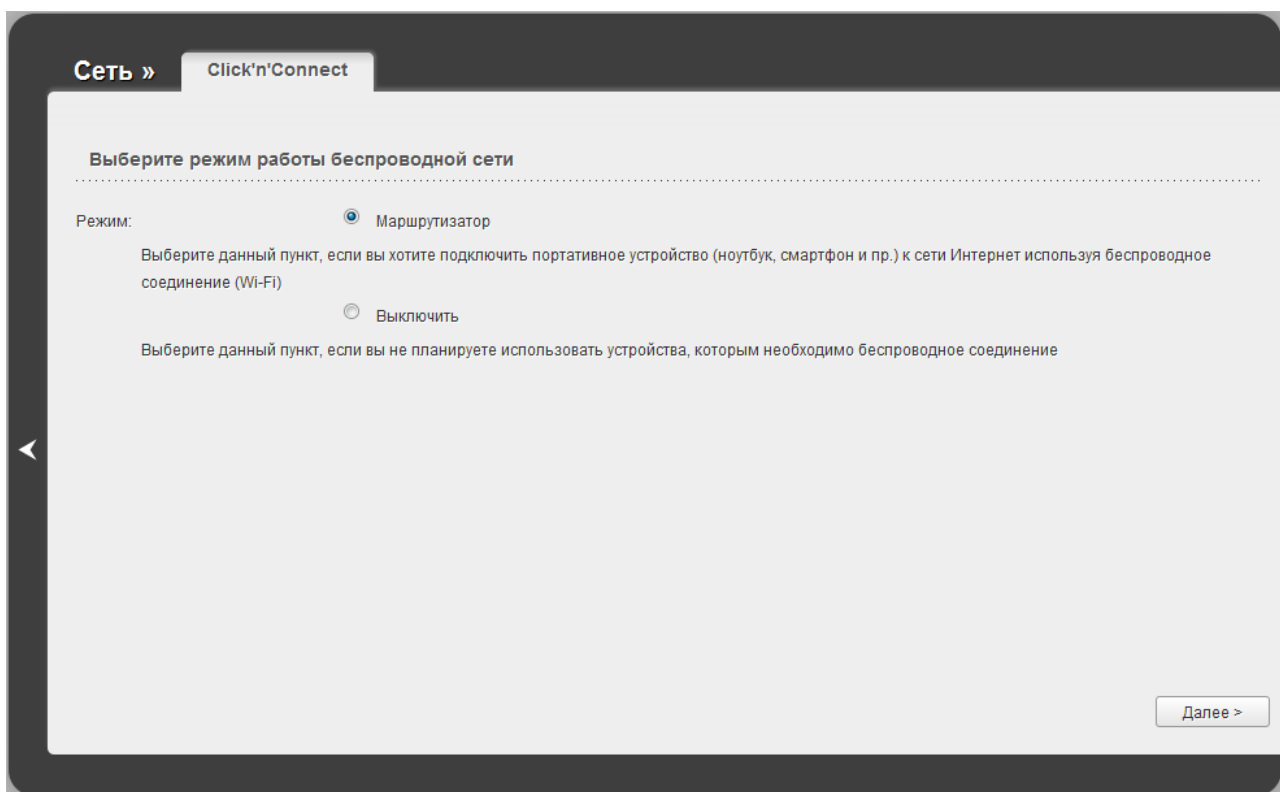 Сеть »
Click'n'Connect
Выберите режим работы беспроводной сети
Режим:
Маршрутизатор
Выберите данный пункт, если вы хотите подключить портативное устройство (ноутбук, смартфон и пр.) к сети Интернет используя беспроводное
соединение (Wi-Fi)
Выключить
Выберите данный пункт, если вы не планируете использовать устройства, которым необходимо беспроводное соединение
Далее >